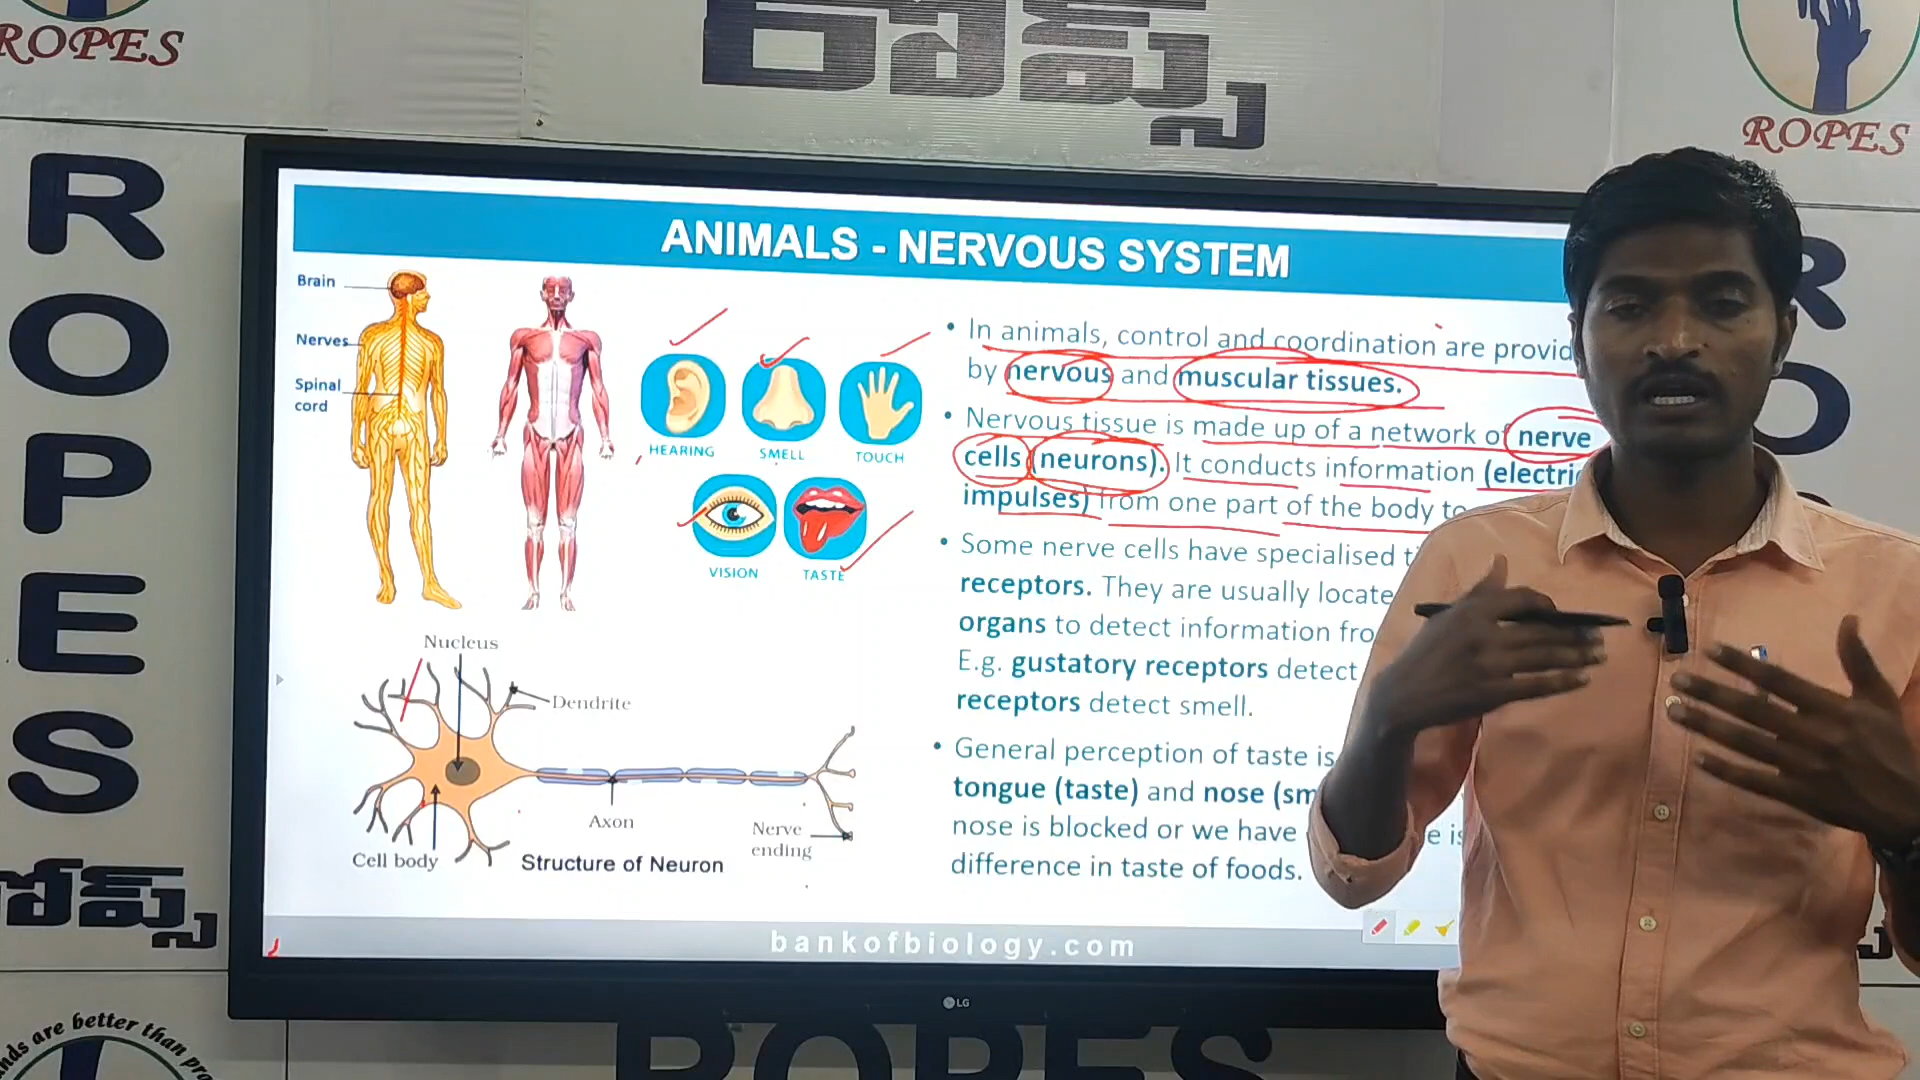 ROPES
రోప్స్
ROPES
ROPES
రోప్స్
ANIMALS - NERVOUS SYSTEM
Brain
Nerves
Spinal
cord
HEARING
SMELL
TOUCH
VISION
TASTE
Nucleus
Dendrite
Axon
Nerve
ending
Cell body
Structure of Neuron
• In animals, control and coordination are provid
by nervous and muscular tissues.
• Nervous tissue is made up of a network of nerve
cells (neurons). It conducts information (electri
impulses) from one part of the body to
• Some nerve cells have specialised
receptors. They are usually locate
organs to detect information fro
E.g. gustatory receptors detect
receptors detect smell.
• General perception of taste is
tongue (taste) and nose (sm
nose is blocked or we have
difference in taste of foods.
bankofbiology.com
LG
R
O
ROPES
are better than